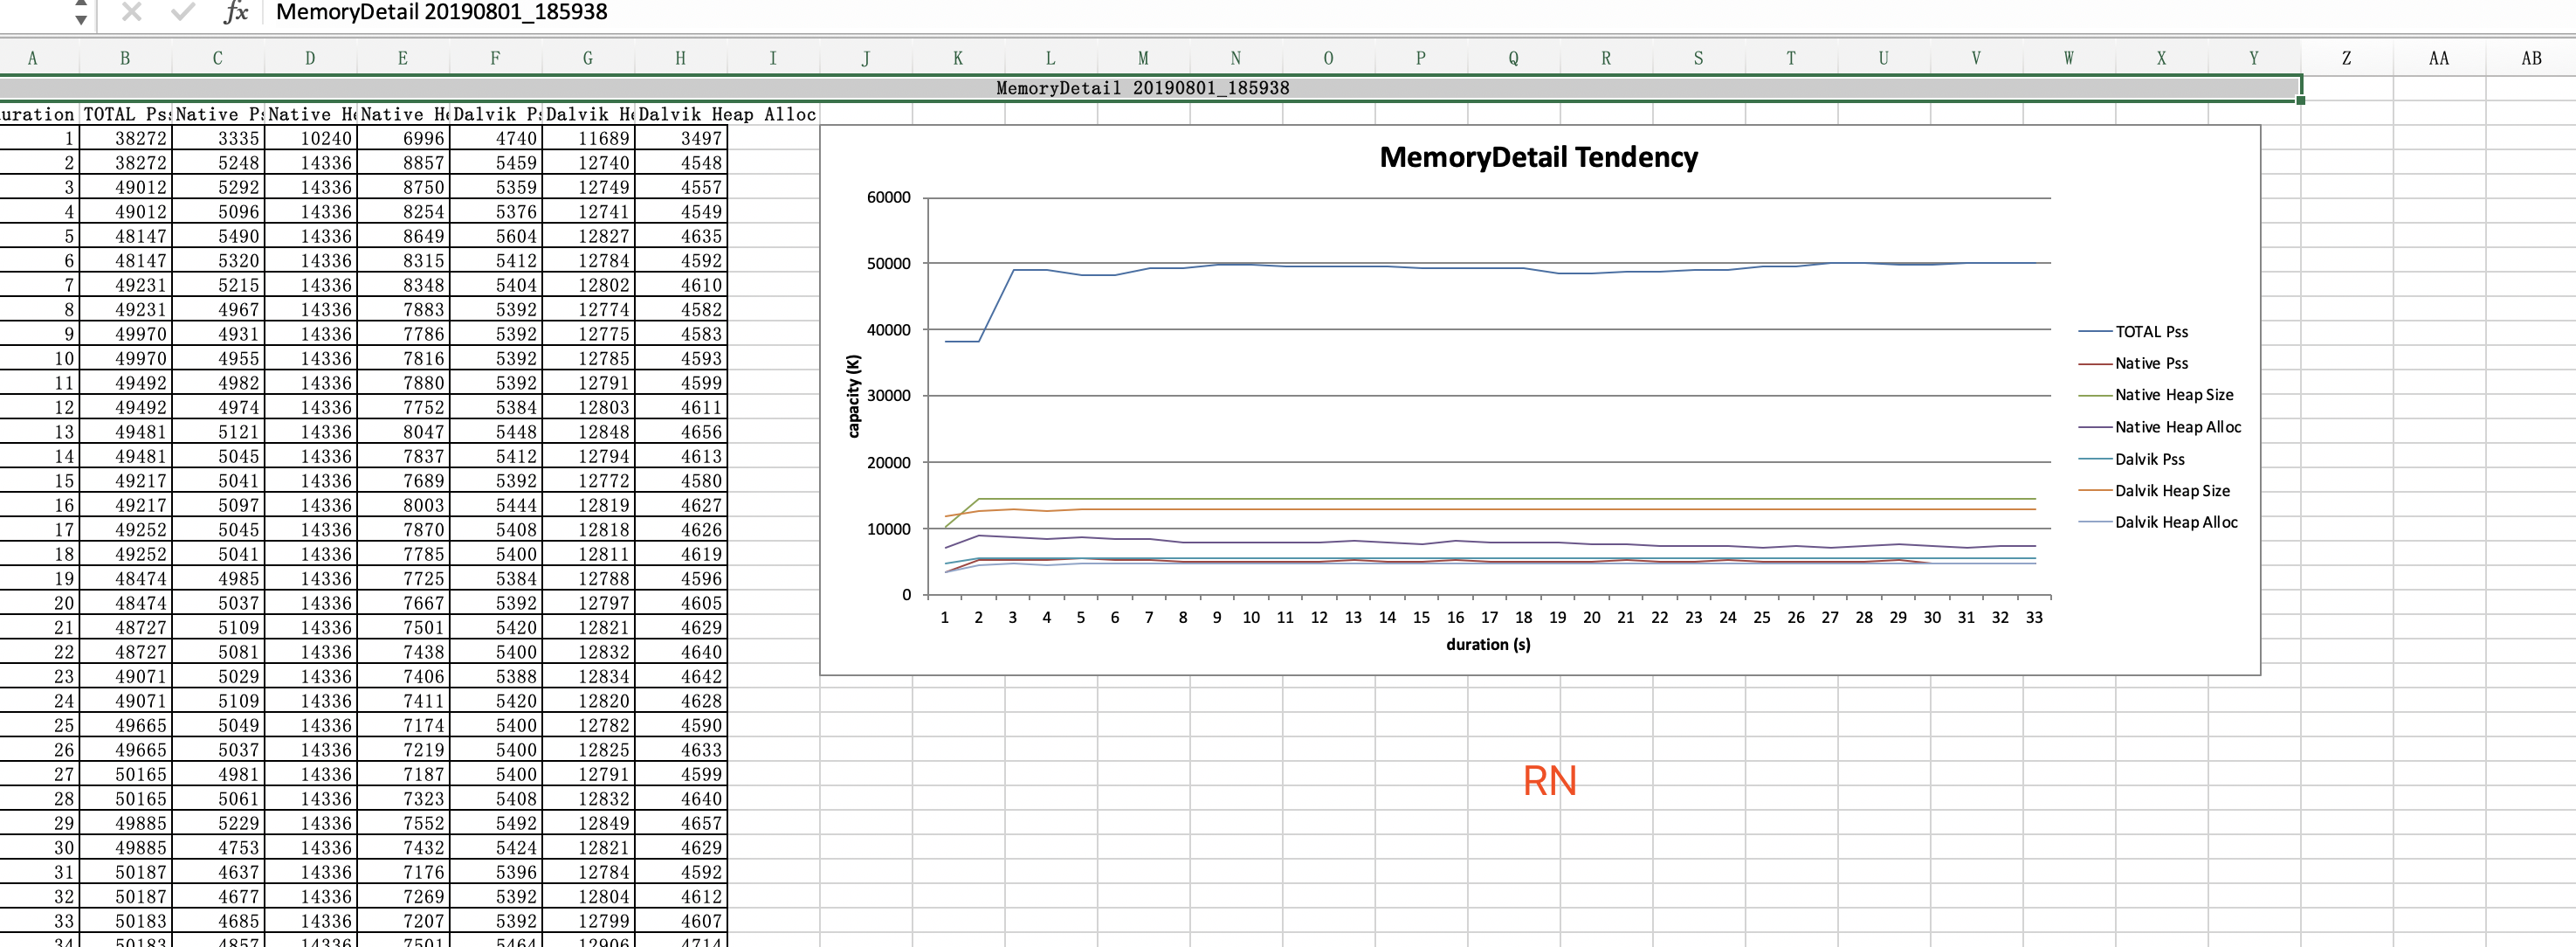 fx MemoryDetail 20190801_185938
A B C D E F G H I J K L M N O P Q R S T U V W X Y Z AA AB
MemoryDetail 20190801_185938
uration TOTAL Pss Native Ps Native He Native He Dalvik Ps Dalvik He Dalvik Heap Alloc
1 38272 3335 10240 6996 4740 11689 3497
2 38272 5248 14336 8857 5459 12740 4548
3 49012 5292 14336 8750 5359 12749 4557
4 49012 5096 14336 8254 5376 12741 4549
5 48147 5490 14336 8649 5604 12827 4635
6 48147 5320 14336 8315 5412 12784 4592
7 49231 5215 14336 8348 5404 12802 4610
8 49231 4967 14336 7883 5392 12774 4582
9 49970 4931 14336 7786 5392 12775 4583
10 49970 4955 14336 7816 5392 12785 4593
11 49492 4982 14336 7880 5392 12791 4599
12 49492 4974 14336 7752 5384 12803 4611
13 49481 5121 14336 8047 5448 12848 4656
14 49481 5045 14336 7837 5412 12794 4613
15 49217 5041 14336 7689 5392 12772 4580
16 49217 5097 14336 8003 5444 12819 4627
17 49252 5045 14336 7870 5408 12818 4626
18 49252 5041 14336 7785 5400 12811 4619
19 48474 4985 14336 7725 5384 12788 4596
20 48474 5037 14336 7667 5392 12797 4605
21 48727 5109 14336 7501 5420 12821 4629
22 48727 5081 14336 7438 5400 12832 4640
23 49071 5029 14336 7406 5388 12834 4642
24 49071 5109 14336 7411 5420 12820 4628
25 49665 5049 14336 7174 5400 12782 4590
26 49665 5037 14336 7219 5400 12825 4633
27 50165 4981 14336 7187 5400 12791 4599
28 50165 5061 14336 7323 5408 12832 4640
29 49885 5229 14336 7552 5492 12849 4657
30 49885 4753 14336 7432 5424 12821 4629
31 50187 4637 14336 7176 5396 12784 4592
32 50187 4677 14336 7269 5392 12804 4612
33 50183 4685 14336 7207 5392 12799 4607
34 50183 4857 14336 7501 5464 12906 4714
MemoryDetail Tendency
60000
50000
40000
30000
20000
10000
0
capacity (K)
1 2 3 4 5 6 7 8 9 10 11 12 13 14 15 16 17 18 19 20 21 22 23 24 25 26 27 28 29 30 31 32 33
duration (s)
TOTAL Pss
Native Pss
Native Heap Size
Native Heap Alloc
Dalvik Pss
Dalvik Heap Size
Dalvik Heap Alloc
RN